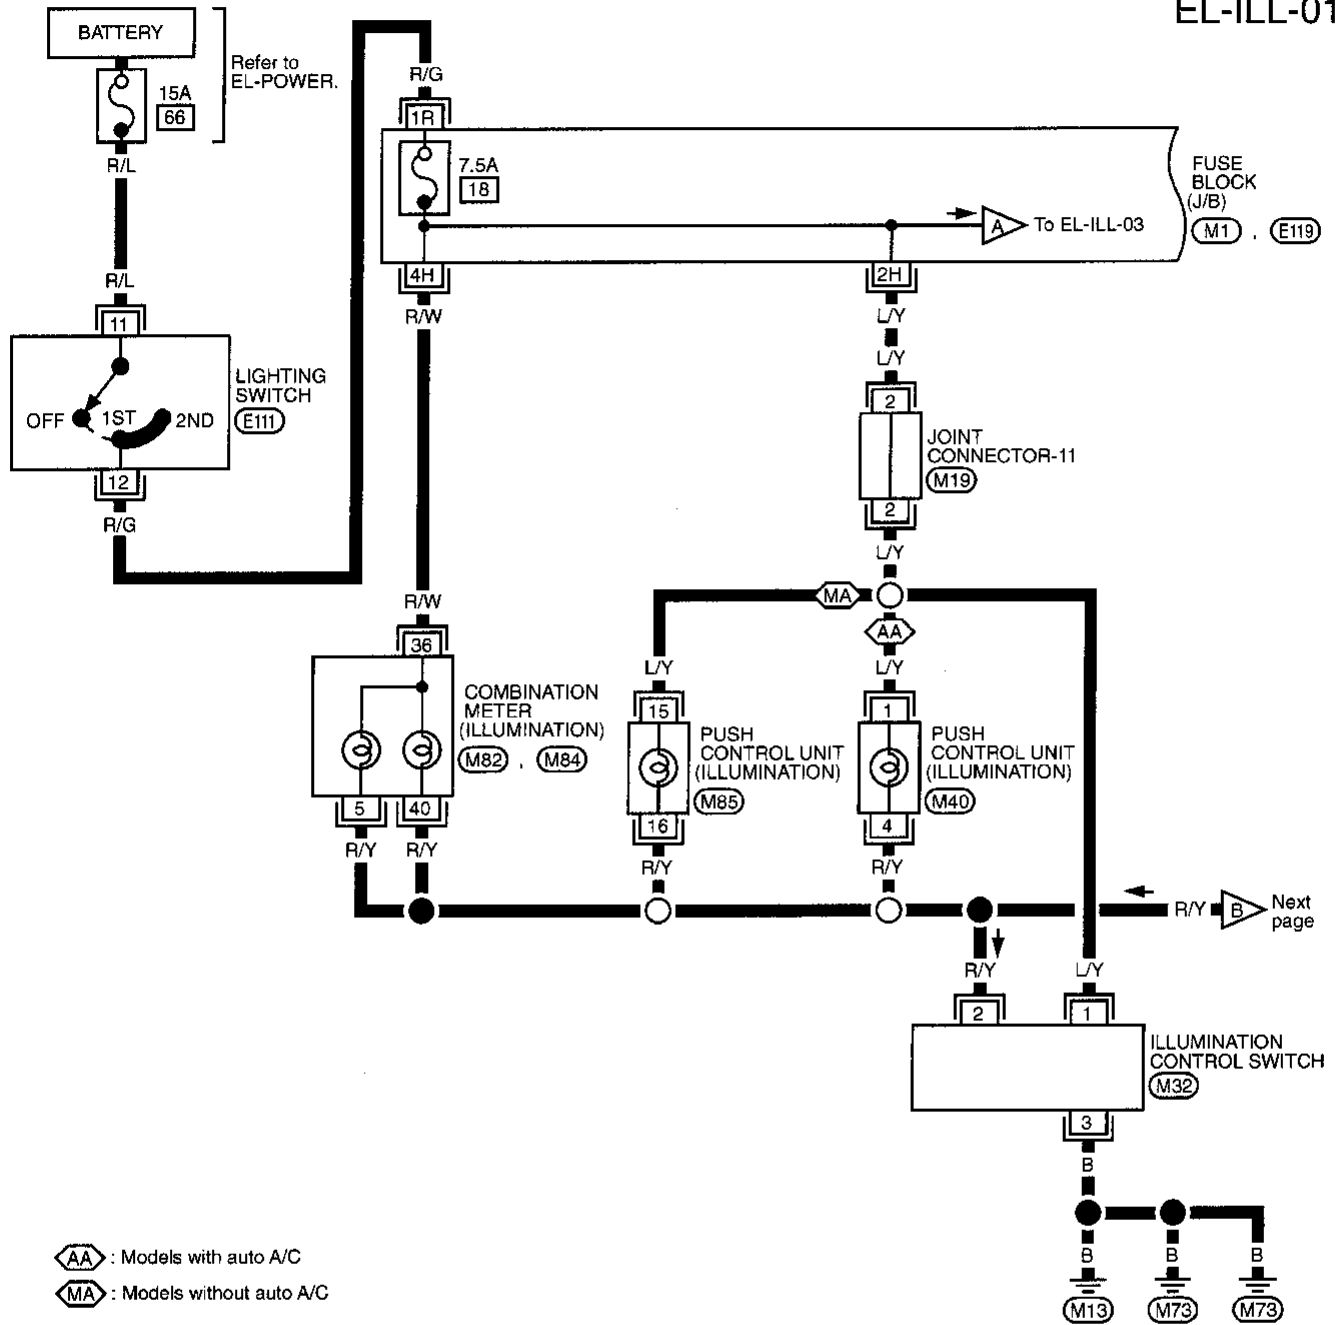 EL-ILL-01
BATTERY
15A
66
Refer to
EL-POWER.
R/L
R/L
11
OFF
1ST
2ND
LIGHTING
SWITCH
E111
12
R/G
R/G
1R
7.5A
18
A
To EL-ILL-03
FUSE
BLOCK
(J/B)
M1 , E119
4H
2H
R/W
L/Y
L/Y
2
JOINT
CONNECTOR-11
M19
2
L/Y
R/W
MA
AA
36
COMBINATION
METER
(ILLUMINATION)
M82 , M84
5
40
R/Y
R/Y
L/Y
15
PUSH
CONTROL UNIT
(ILLUMINATION)
M85
16
R/Y
L/Y
1
PUSH
CONTROL UNIT
(ILLUMINATION)
M40
4
R/Y
R/Y
B
Next
page
R/Y
L/Y
2
1
ILLUMINATION
CONTROL SWITCH
M32
3
B
B
B
B
M13
M73
M73
AA : Models with auto A/C
MA : Models without auto A/C